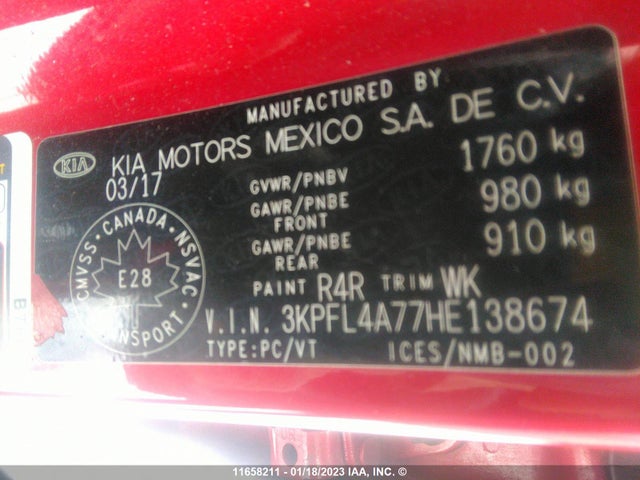 MANUFACTURED BY
KIA KIA MOTORS MEXICO S.A. DE C.V.
03/17
GVWR/PNBV 1760 kg
GAWR/PNBE FRONT 980 kg
GAWR/PNBE REAR 910 kg
CANADA
CMVSS NSVAC
E28
TRANSPORT
PAINT R4R TRIM WK
V.I.N. 3KPFL4A77HE138674
TYPE:PC/VT ICES/NMB-002
11658211 - 01/18/2023 IAA, Inc. ©